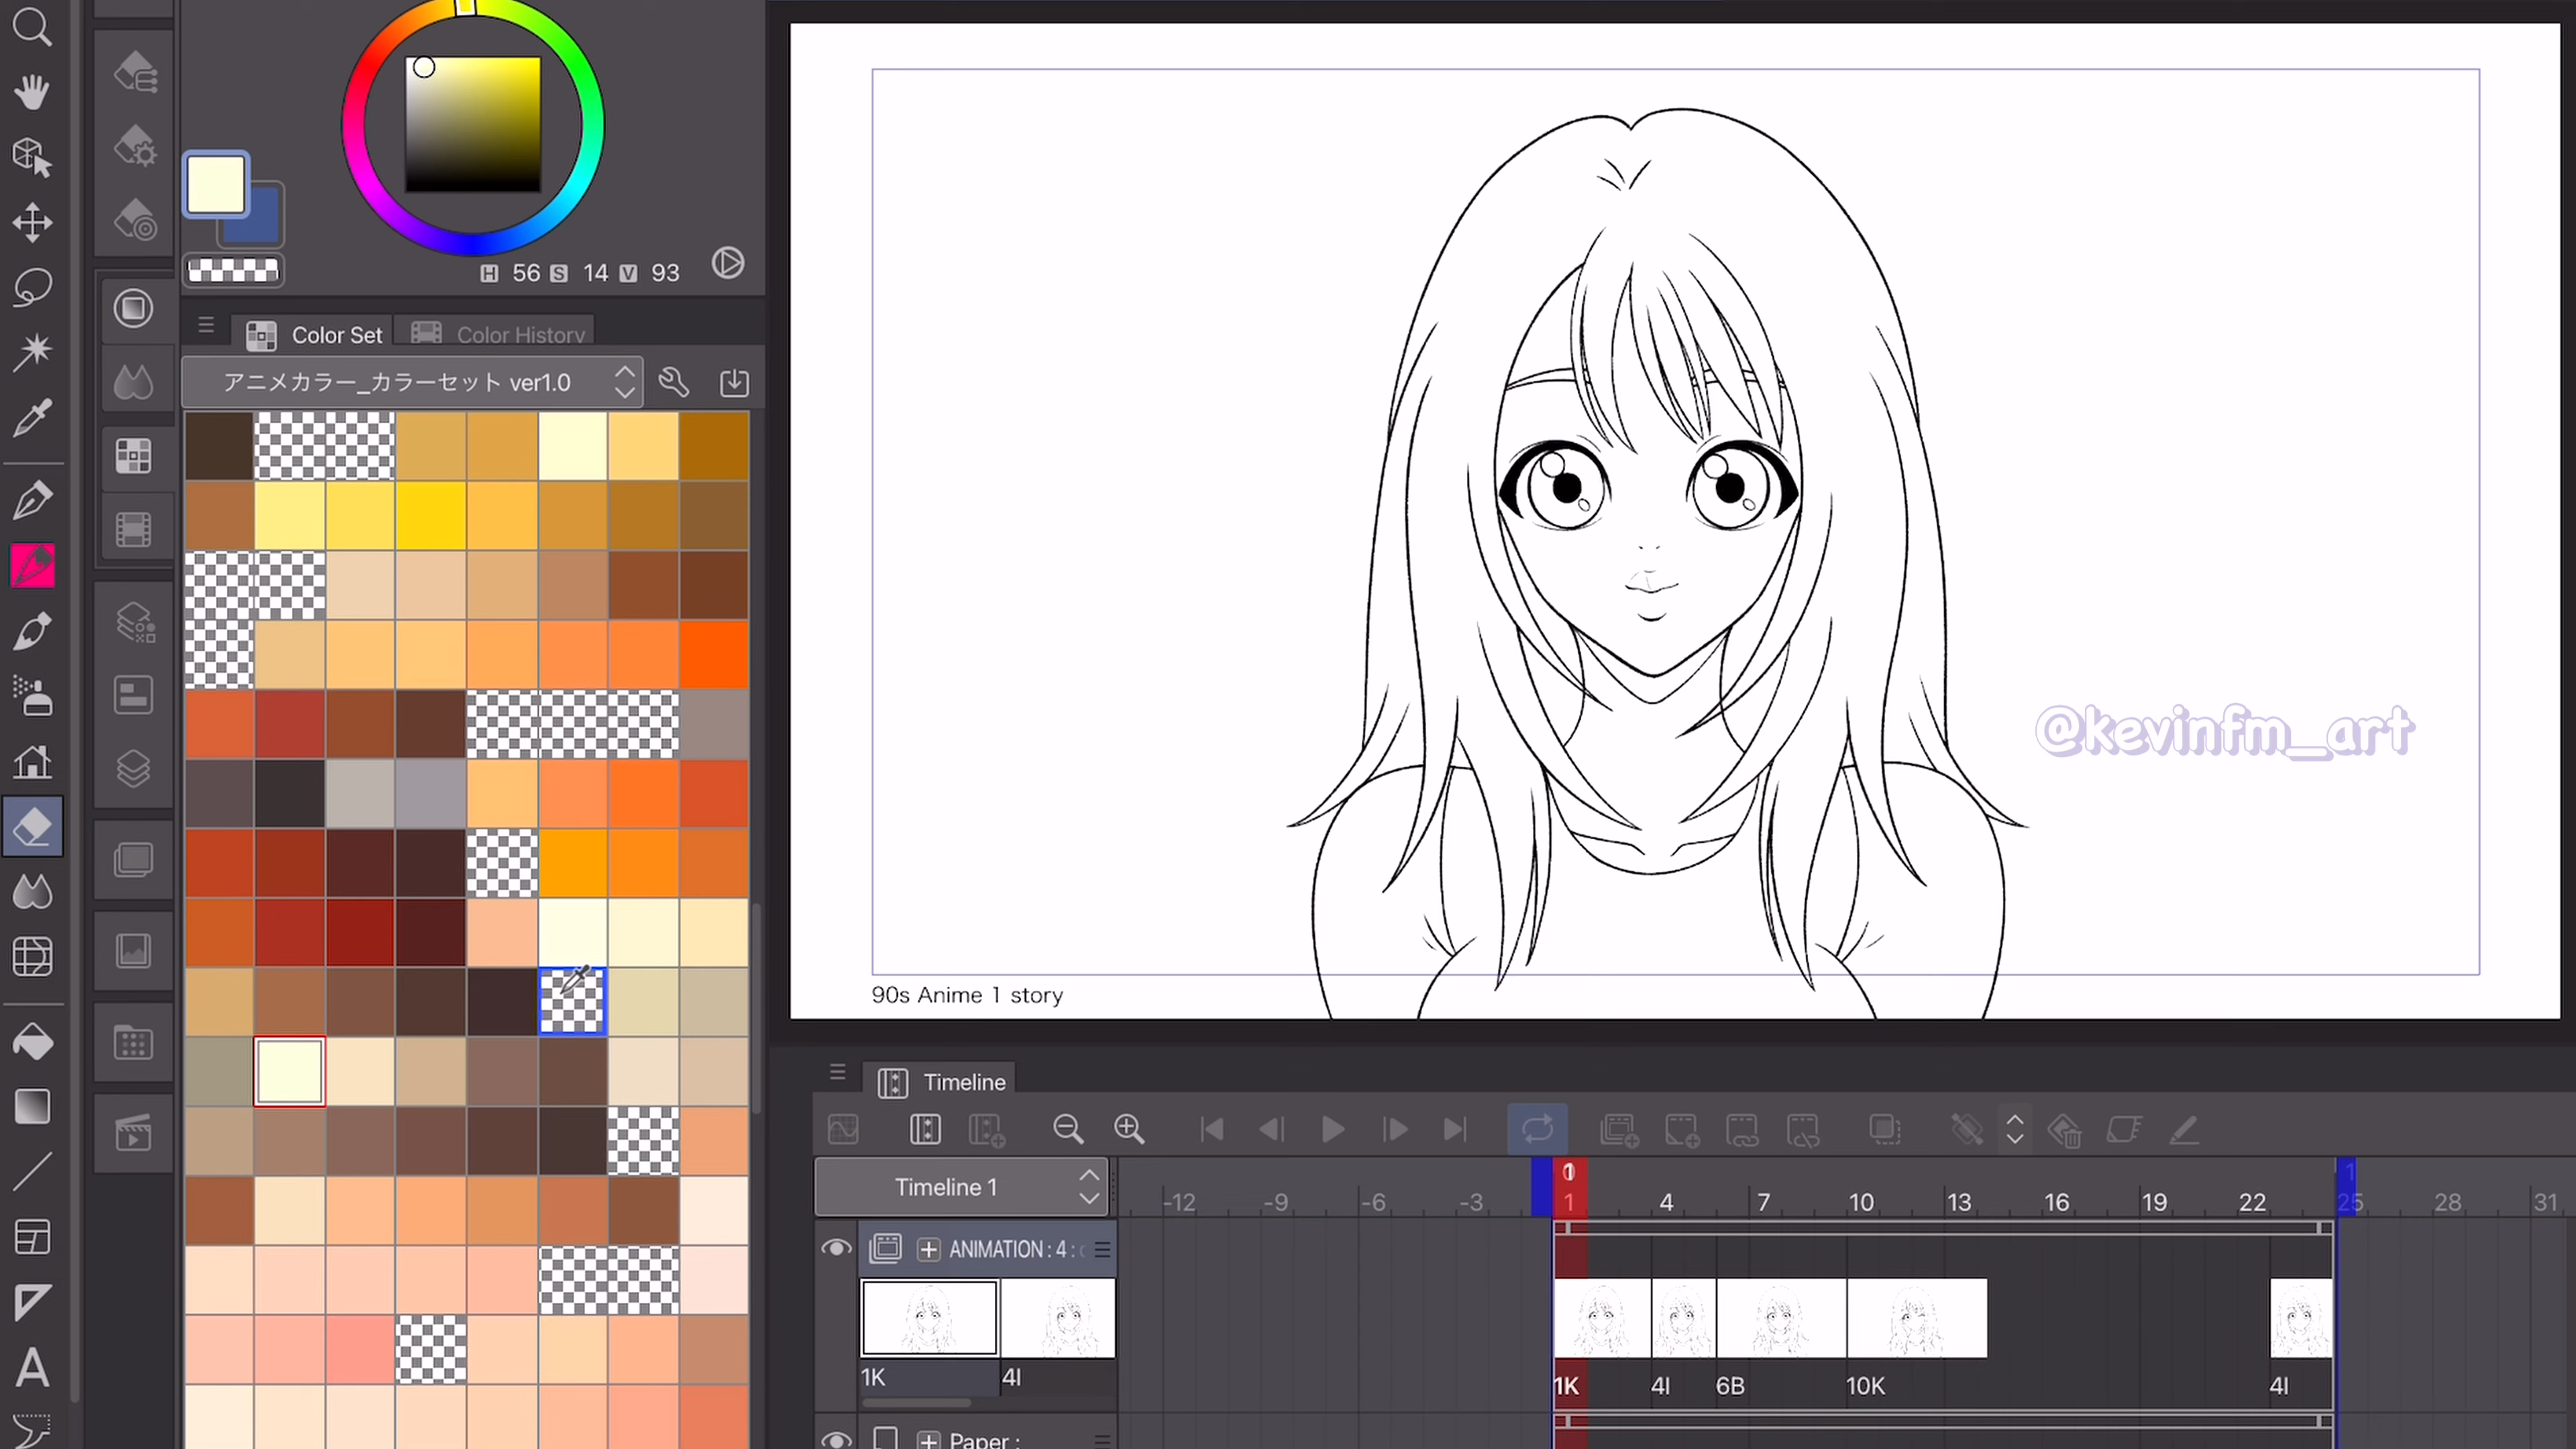 H 56 S 14 V 93
Color Set Color History
アニメカラー_カラーセット ver1.0
@kevinfm_art
90s Anime 1 story
Timeline
Timeline 1
0 1
-12 -9 -6 -3 1 4 7 10 13 16 19 22 25 28 31
ANIMATION : 4 :
1K 4I 1K 4I 6B 10K 4I
Paper :
A